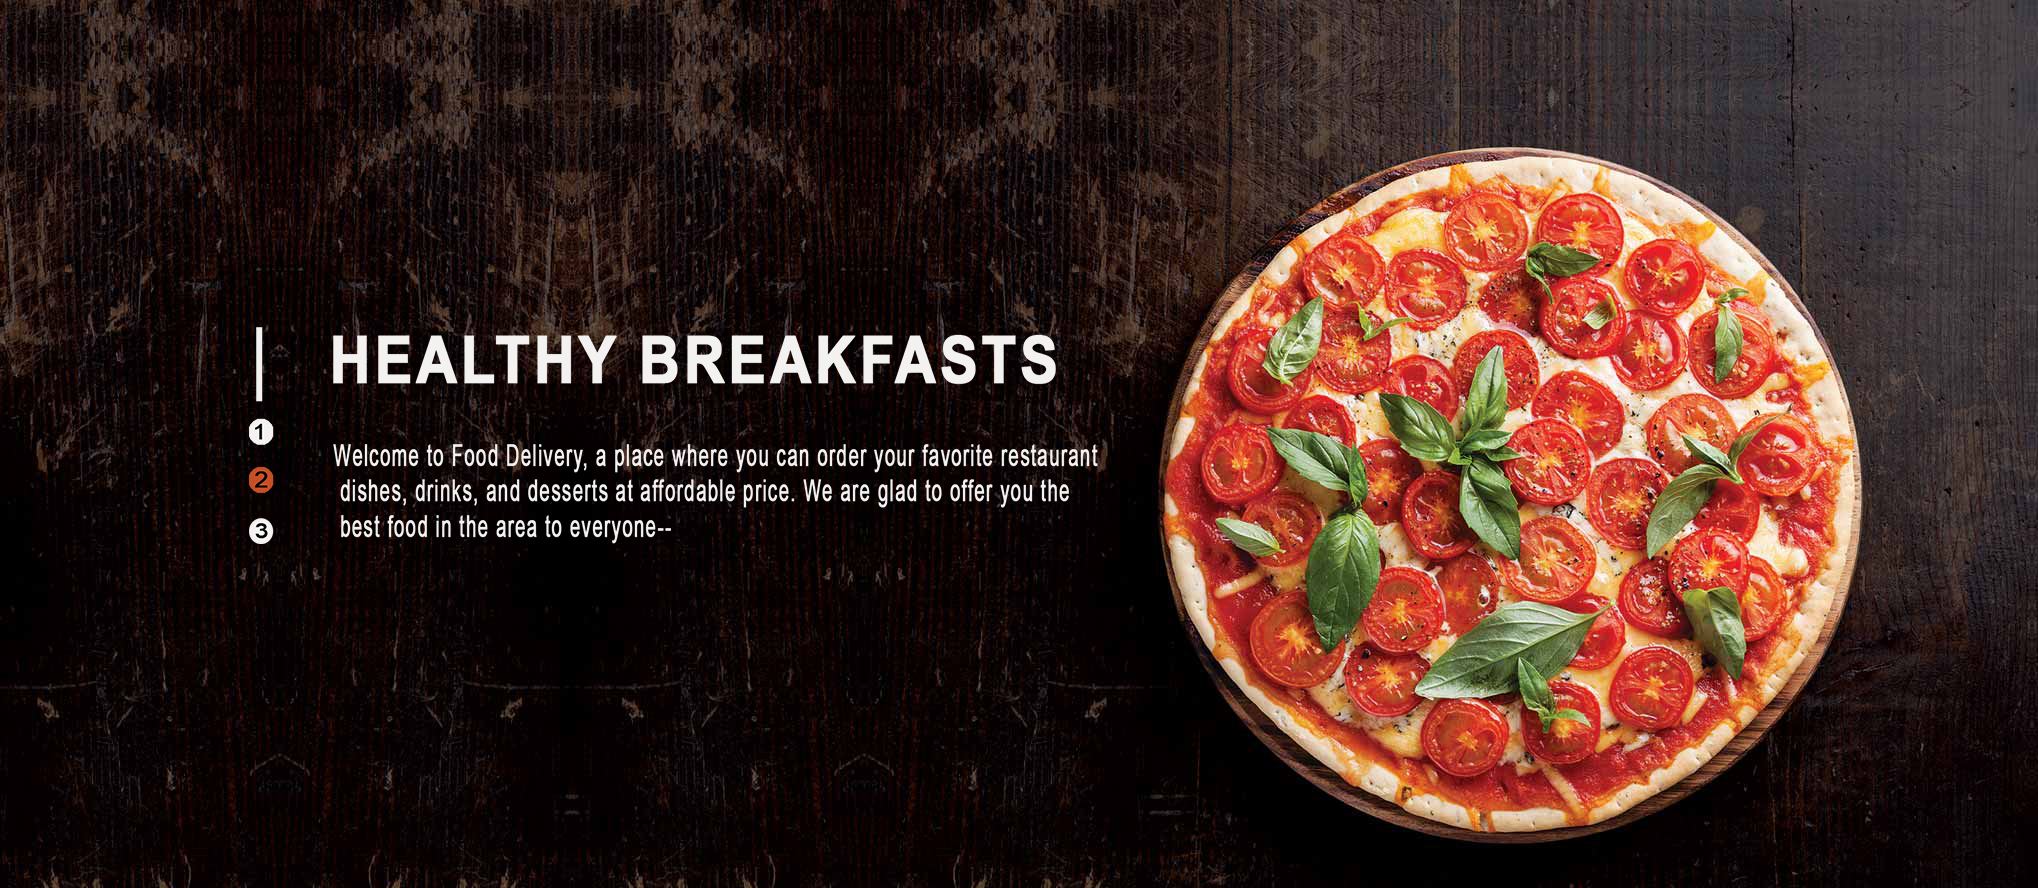 HEALTHY BREAKFASTS
1
2
3
Welcome to Food Delivery, a place where you can order your favorite restaurant
dishes, drinks, and desserts at affordable price. We are glad to offer you the
best food in the area to everyone--